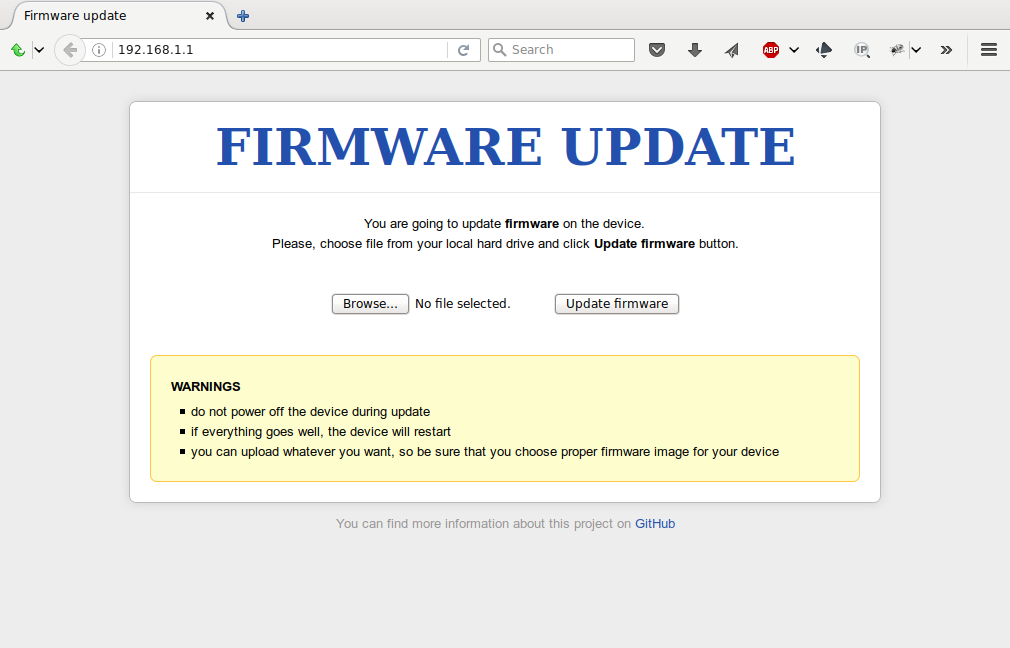 Firmware update
192.168.1.1
Search
ABP
IP
FIRMWARE UPDATE
You are going to update firmware on the device.
Please, choose file from your local hard drive and click Update firmware button.
Browse... No file selected. Update firmware
WARNINGS
do not power off the device during update
if everything goes well, the device will restart
you can upload whatever you want, so be sure that you choose proper firmware image for your device
You can find more information about this project on GitHub